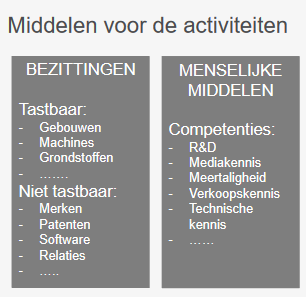 Middelen voor de activiteiten
BEZITTINGEN
Tastbaar:
- Gebouwen
- Machines
- Grondstoffen
- …….
Niet tastbaar:
- Merken
- Patenten
- Software
- Relaties
- …..
MENSELIJKE
MIDDELEN
Competenties:
- R&D
- Mediakennis
- Meertaligheid
- Verkoopskennis
- Technische
kennis
- ……